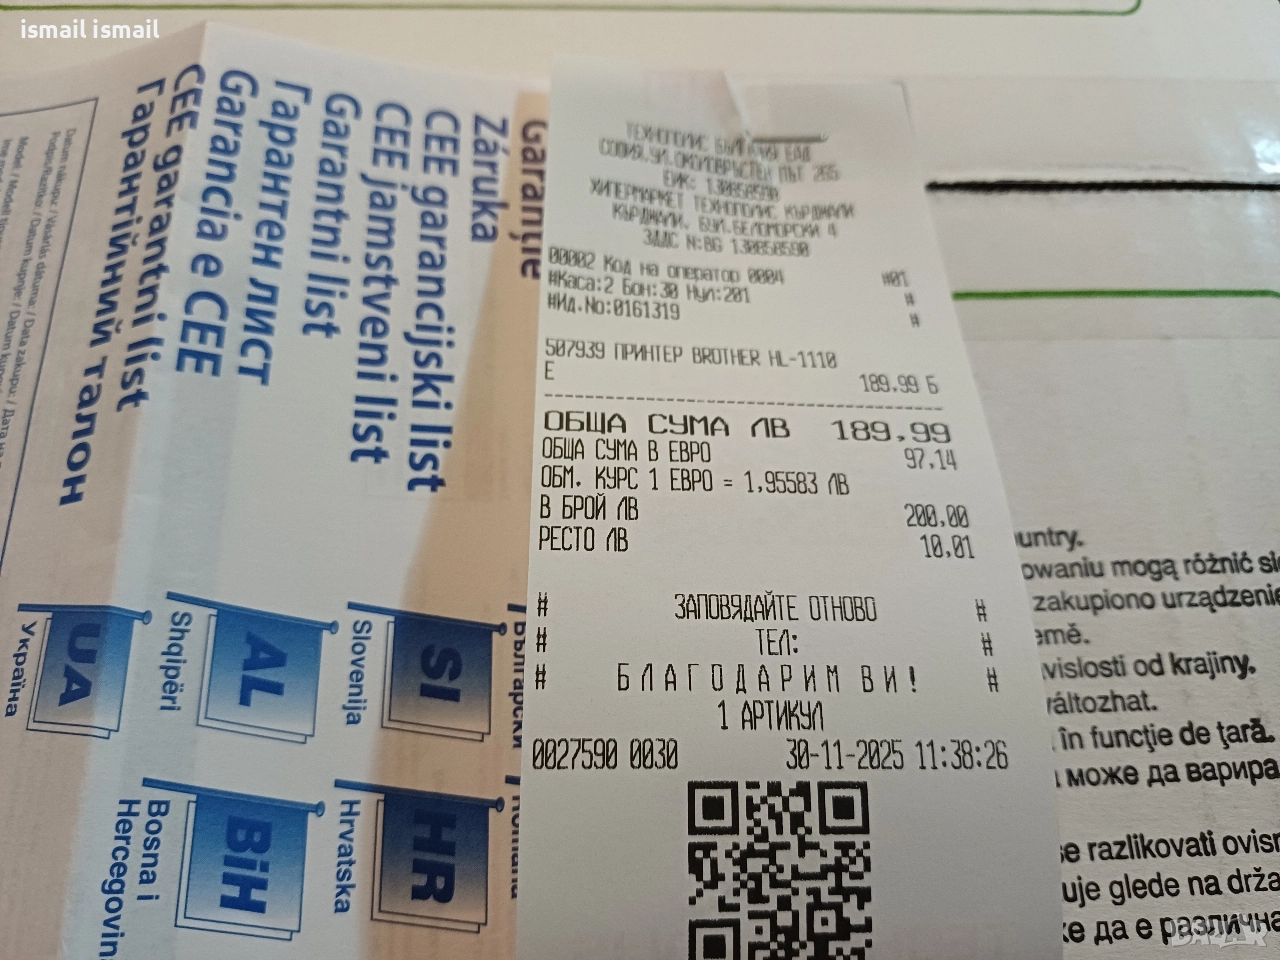 ismail ismail
Garanție
Záruka
CEE garancijski list
CEE jamstveni list
Garantni list
Гарантен лист
Garancia e CEE
CEE garantni list
Гарантійний талон
UA
Україна
AL
Shqipëri
SI
Slovenija
Български
BiH
Bosna i
Hercegovina
HR
Hrvatska
ТЕХНОПОЛИС БЪЛГАРИЯ ЕАД
СОФИЯ,УЛ.ОКОЛОВРЪСТЕН ПЪТ 265
ЕИК: 130858590
ХИПЕРМАРКЕТ ТЕХНОПОЛИС КЪРДЖАЛИ
КЪРДЖАЛИ, БУЛ.БЕЛОМОРСКИ 4
ЗДДС N:BG 130858590
00002 Код на оператор 0004 #01
#Каса:2 Бон:30 Нул:201 #
#Ид.No:0161319 #
507939 ПРИНТЕР BROTHER HL-1110
E 189.99 Б
ОБЩА СУМА ЛВ 189.99
ОБЩА СУМА В ЕВРО 97.14
ОБМ. КУРС 1 ЕВРО = 1,95583 ЛВ
В БРОЙ ЛВ 200.00
РЕСТО ЛВ 10.01
# ЗАПОВЯДАЙТЕ ОТНОВО #
# ТЕЛ: #
# БЛАГОДАРИМ ВИ! #
1 АРТИКУЛ
0027590 0030 30-11-2025 11:38:26
untry.
owaniu mogą różnić się
zakupiono urządzenie
emě.
vislosti od krajiny.
változhat.
în funcție de țară.
може да варира
se razlikovati ovisn
uje glede na drža
е да е различна